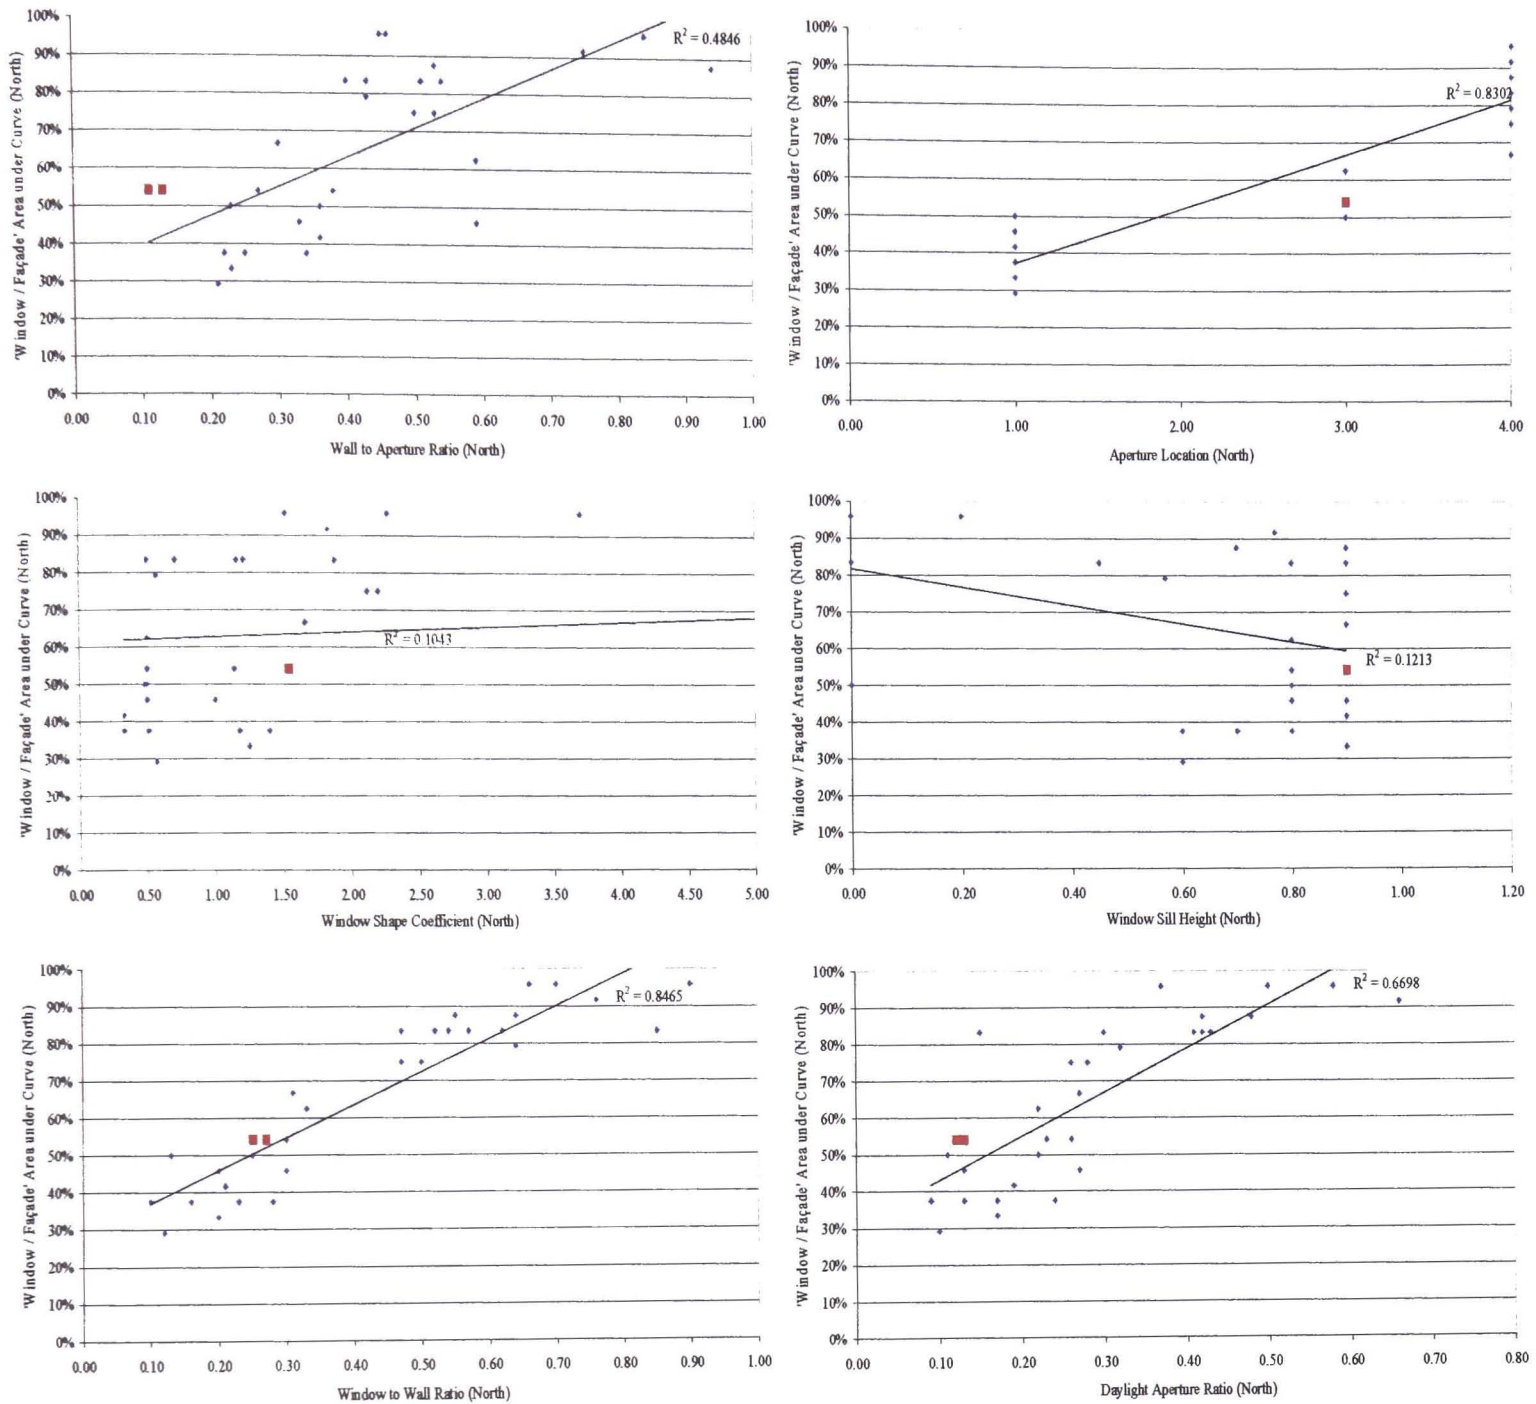 100%
90%
80%
70%
60%
50%
40%
30%
20%
10%
0%
'Window / Façade' Area under Curve (North)
R² = 0.4846
0.00 0.10 0.20 0.30 0.40 0.50 0.60 0.70 0.80 0.90 1.00
Wall to Aperture Ratio (North)
100%
90%
80%
70%
60%
50%
40%
30%
20%
10%
0%
'Window / Façade' Area under Curve (North)
R² = 0.8302
0.00 1.00 2.00 3.00 4.00
Aperture Location (North)
100%
90%
80%
70%
60%
50%
40%
30%
20%
10%
0%
'Window / Façade' Area under Curve (North)
R² = 0.1043
0.00 0.50 1.00 1.50 2.00 2.50 3.00 3.50 4.00 4.50 5.00
Window Shape Coefficient (North)
100%
90%
80%
70%
60%
50%
40%
30%
20%
10%
0%
'Window / Façade' Area under Curve (North)
R² = 0.1213
0.00 0.20 0.40 0.60 0.80 1.00 1.20
Window Sill Height (North)
100%
90%
80%
70%
60%
50%
40%
30%
20%
10%
0%
'Window / Façade' Area under Curve (North)
R² = 0.8465
0.00 0.10 0.20 0.30 0.40 0.50 0.60 0.70 0.80 0.90 1.00
Window to Wall Ratio (North)
100%
90%
80%
70%
60%
50%
40%
30%
20%
10%
0%
'Window / Façade' Area under Curve (North)
R² = 0.6698
0.00 0.10 0.20 0.30 0.40 0.50 0.60 0.70 0.80
Daylight Aperture Ratio (North)